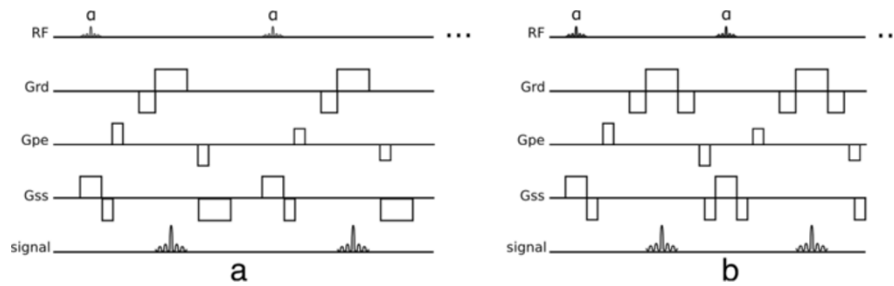 α α
RF ...
Grd
Gpe
Gss
signal
a
α α
RF ..
Grd
Gpe
Gss
signal
b